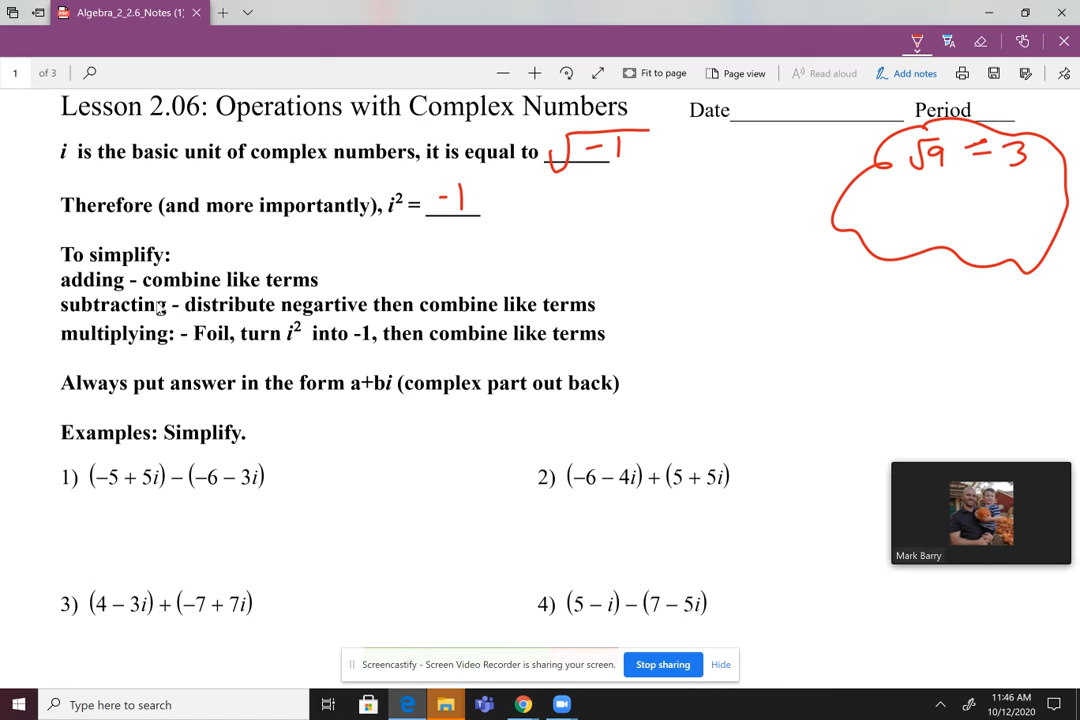 Algebra_2_2.6_Notes (1)
1 of 3 Fit to page Page view Read aloud Add notes
Lesson 2.06: Operations with Complex Numbers Date____________________ Period_____
i is the basic unit of complex numbers, it is equal to √-1
√9 = 3
Therefore (and more importantly), i² = -1
To simplify:
adding - combine like terms
subtracting - distribute negartive then combine like terms
multiplying: - Foil, turn i² into -1, then combine like terms
Always put answer in the form a+bi (complex part out back)
Examples: Simplify.
1) (−5 + 5i) − (−6 − 3i) 2) (−6 − 4i) + (5 + 5i)
Mark Barry
3) (4 − 3i) + (−7 + 7i) 4) (5 − i) − (7 − 5i)
Screencastify - Screen Video Recorder is sharing your screen. Stop sharing Hide
Type here to search
11:46 AM
10/12/2020